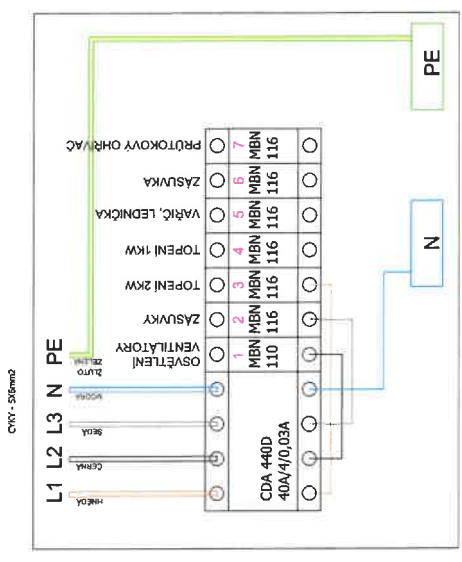 CYKY - 5X6mm2
L1 L2 L3 N PE
HNĚDÁ
ČERNÁ
ŠEDÁ
MODRÁ
ŽLUTO
ZELENÁ
OSVĚTLENÍ
VENTILÁTORY
ZÁSUVKY
TOPENÍ 2KW
TOPENÍ 1KW
VAŘIČ, LEDNIČKA
ZÁSUVKA
PRŮTOKOVÝ OHŘÍVAČ
CDA 440D
40A/4/0,03A
1
MBN
110
2
MBN
116
3
MBN
116
4
MBN
116
5
MBN
116
6
MBN
116
7
MBN
116
N
PE